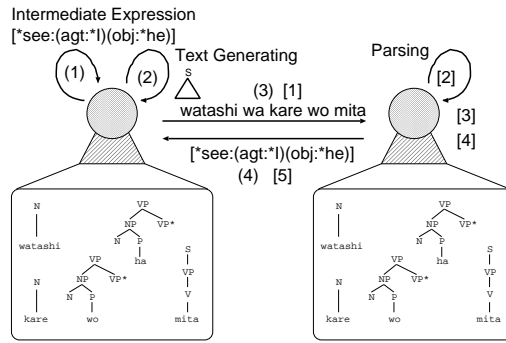 Intermediate Expression
[*see:(agt:*I)(obj:*he)]
(1)
(2)
Text Generating
S
(3) [1]
watashi wa kare wo mita
[*see:(agt:*I)(obj:*he)]
(4) [5]
Parsing
[2]
[3]
[4]
N
watashi
VP
NP VP*
N P
ha
VP
NP VP*
N P
wo
N
kare
S
VP
V
mita
N
watashi
VP
NP VP*
N P
ha
VP
NP VP*
N P
wo
N
kare
S
VP
V
mita